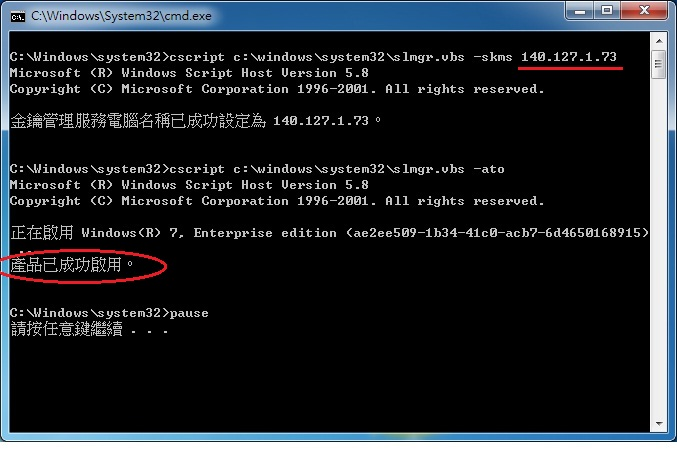 C:\Windows\System32\cmd.exe
C:\Windows\system32>cscript c:\windows\system32\slmgr.vbs -skms 140.127.1.73
Microsoft (R) Windows Script Host Version 5.8
Copyright (C) Microsoft Corporation 1996-2001. All rights reserved.
金鑰管理服務電腦名稱已成功設定為 140.127.1.73。
C:\Windows\system32>cscript c:\windows\system32\slmgr.vbs -ato
Microsoft (R) Windows Script Host Version 5.8
Copyright (C) Microsoft Corporation 1996-2001. All rights reserved.
正在啟用 Windows(R) 7, Enterprise edition (ae2ee509-1b34-41c0-acb7-6d4650168915)
...
產品已成功啟用。
C:\Windows\system32>pause
請按任意鍵繼續 . . .